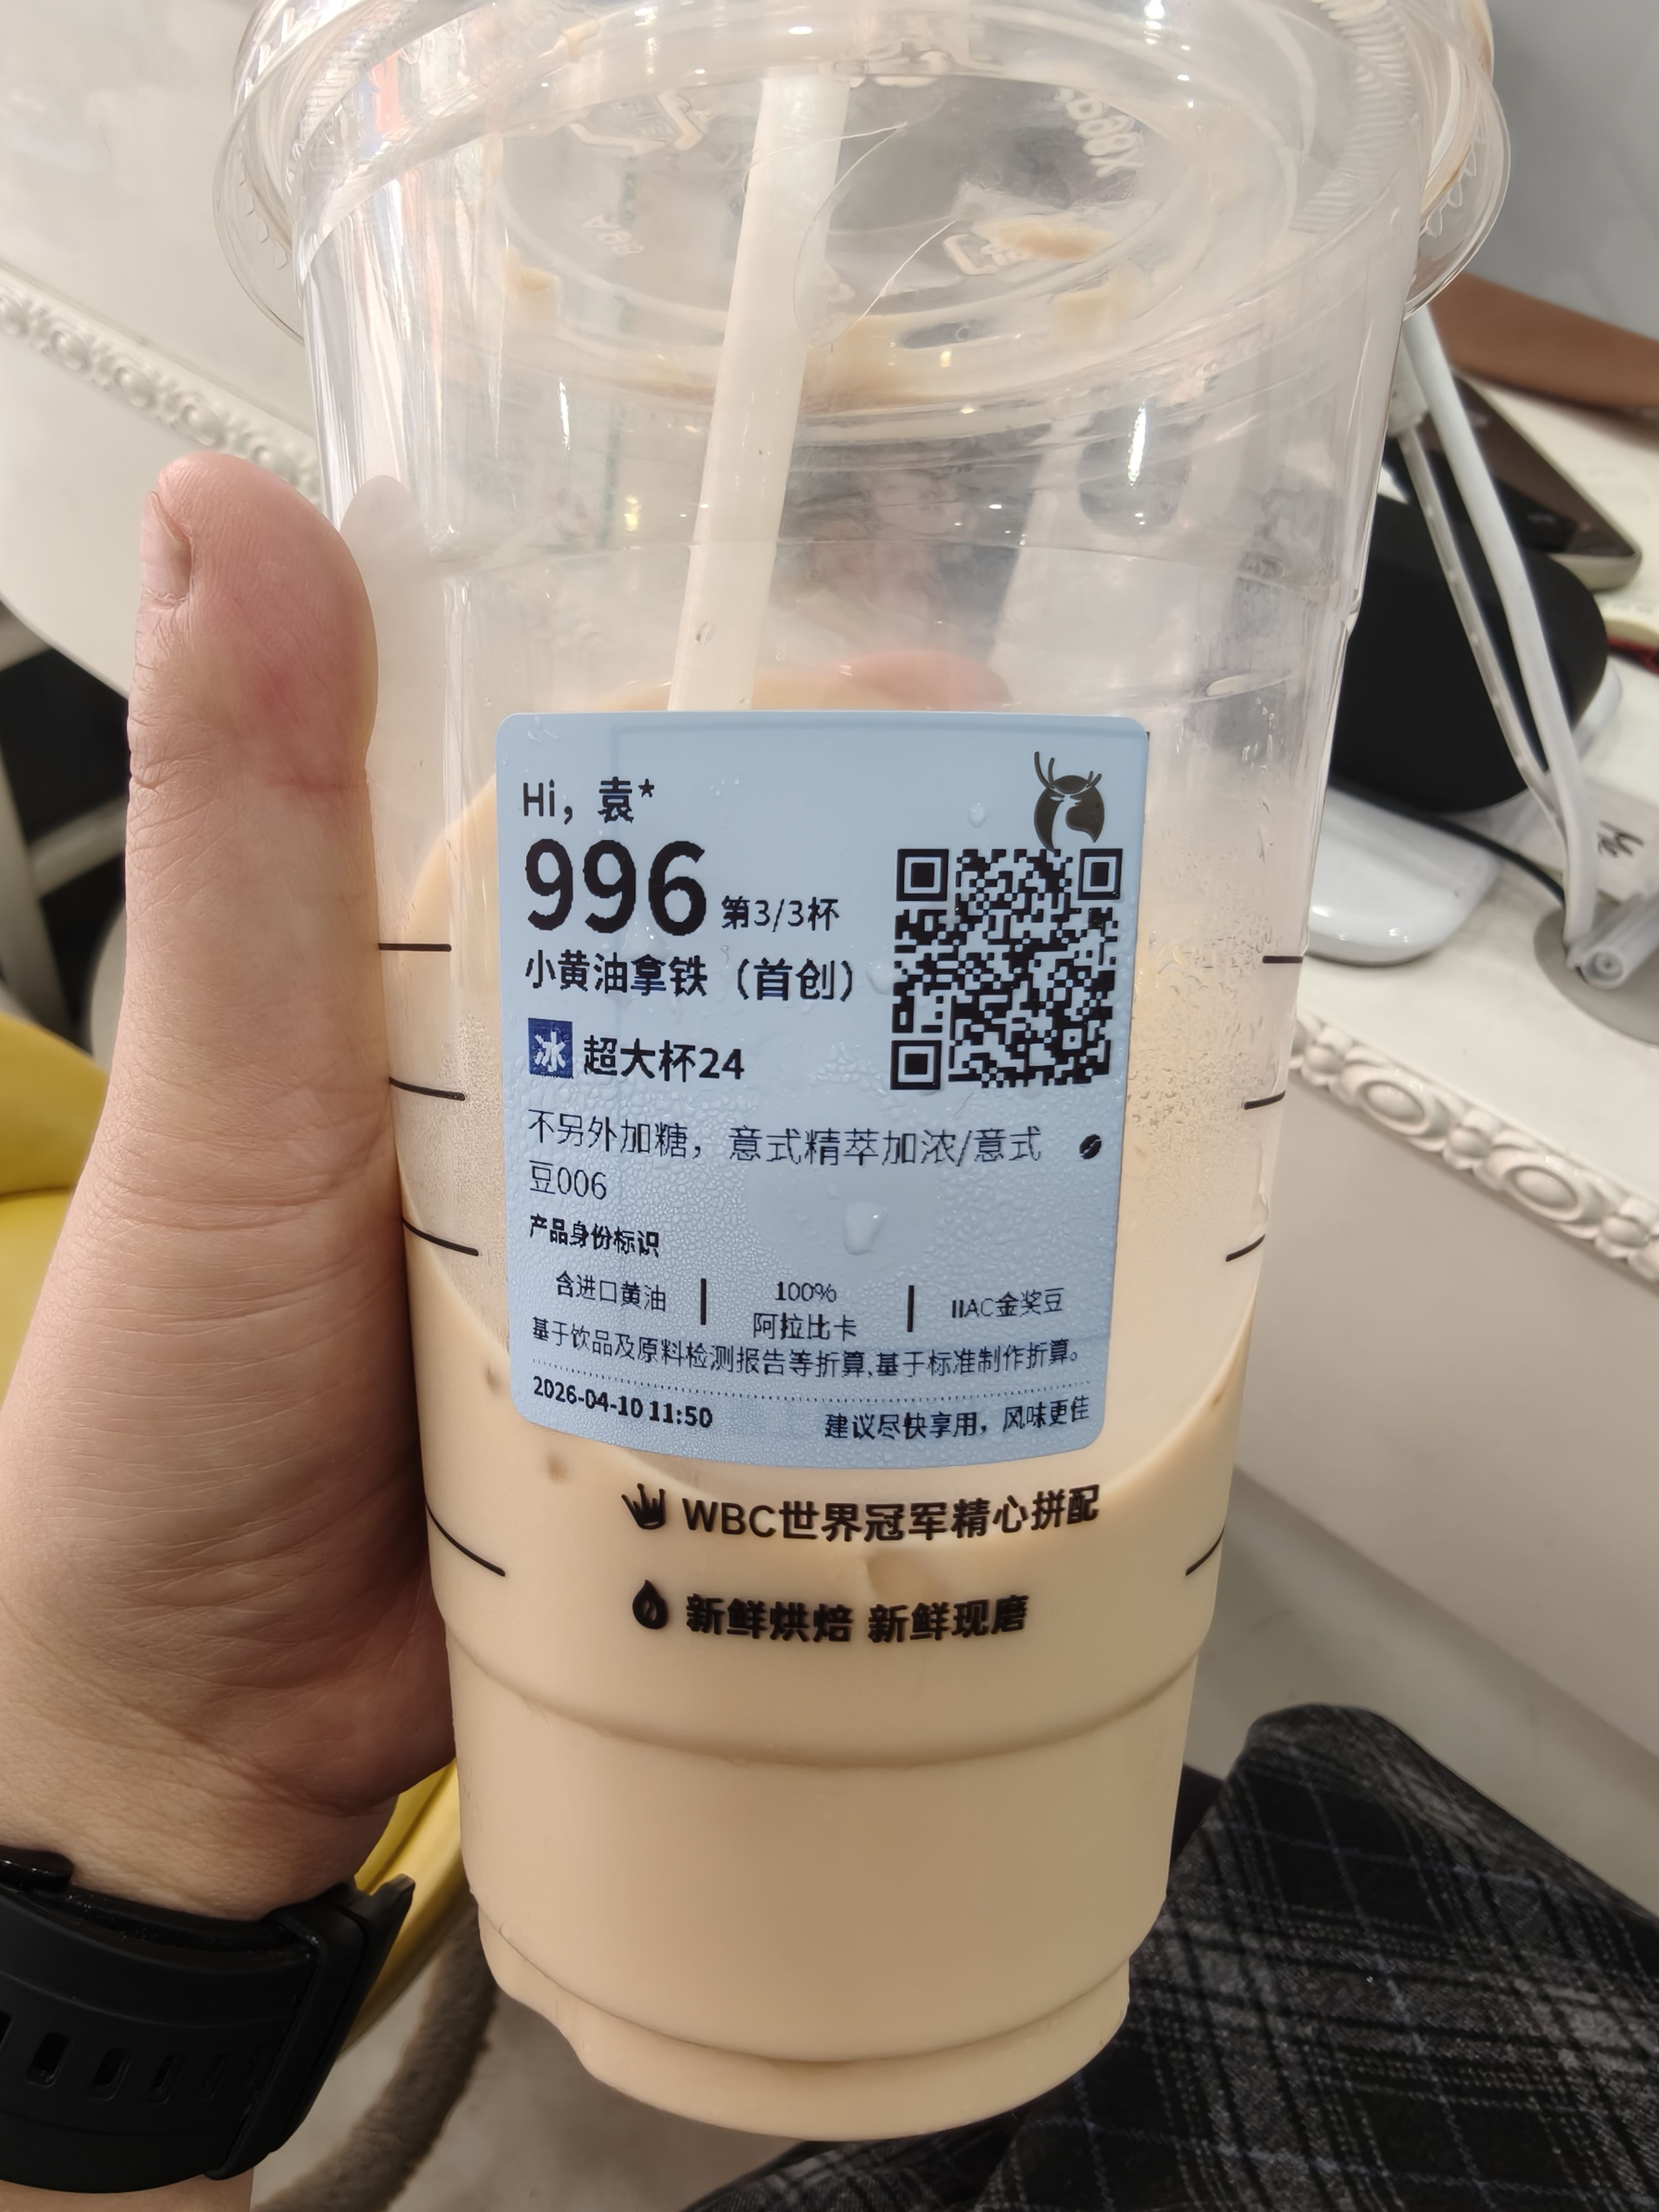 Hi，袁*
996 第3/3杯
小黄油拿铁（首创）
冰 超大杯24
不另外加糖，意式精萃加浓/意式
豆006
产品身份标识
含进口黄油 | 100% 阿拉比卡 | IIAC金奖豆
基于饮品及原料检测报告等折算,基于标准制作折算。
2026-04-10 11:50 建议尽快享用，风味更佳
WBC世界冠军精心拼配
新鲜烘焙 新鲜现磨